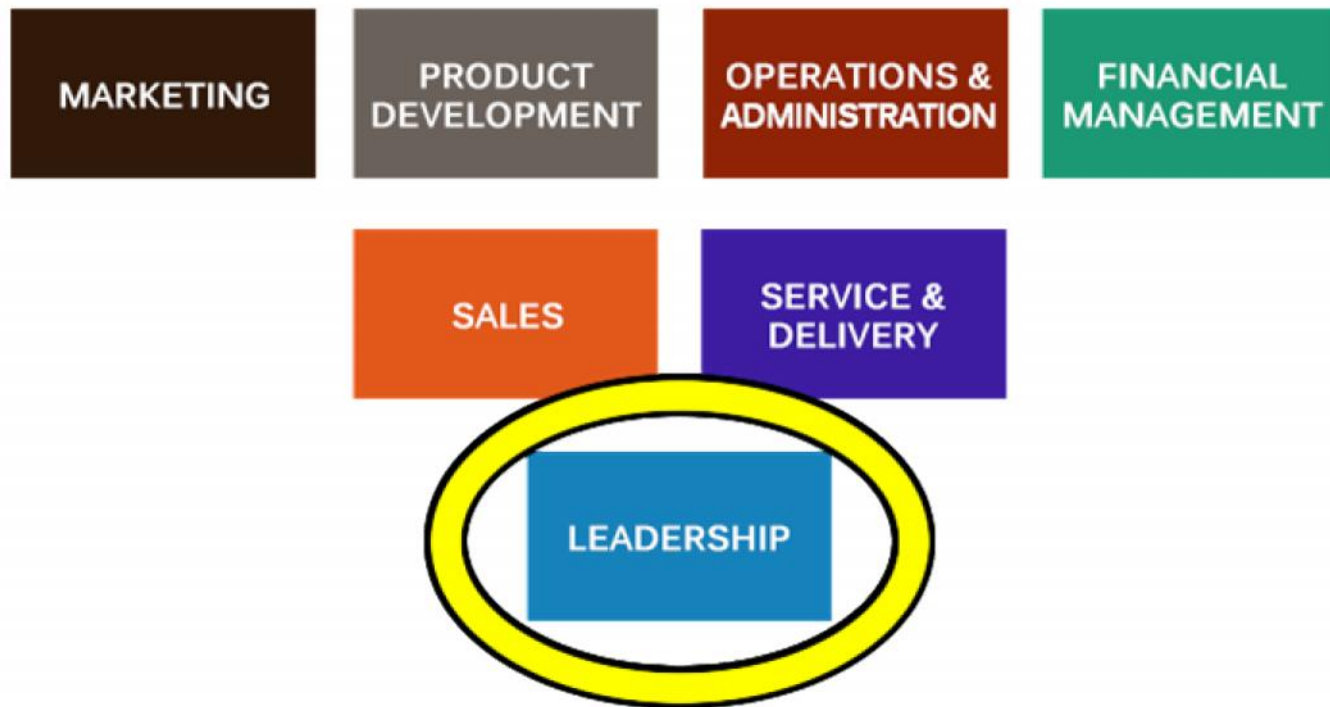 MARKETING
PRODUCT
DEVELOPMENT
OPERATIONS &
ADMINISTRATION
FINANCIAL
MANAGEMENT
SALES
SERVICE &
DELIVERY
LEADERSHIP